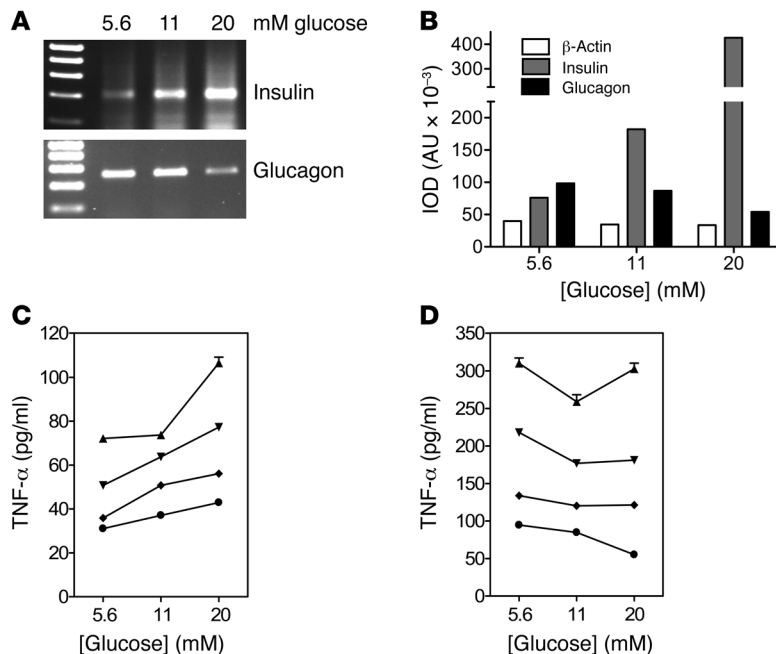 A
5.6 11 20 mM glucose
Insulin
Glucagon
B
β-Actin
Insulin
Glucagon
IOD (AU × 10⁻³)
400
300
200
150
100
50
0
5.6 11 20
[Glucose] (mM)
C
TNF-α (pg/ml)
120
100
80
60
40
20
0
5.6 11 20
[Glucose] (mM)
D
TNF-α (pg/ml)
350
300
250
200
150
100
50
0
5.6 11 20
[Glucose] (mM)